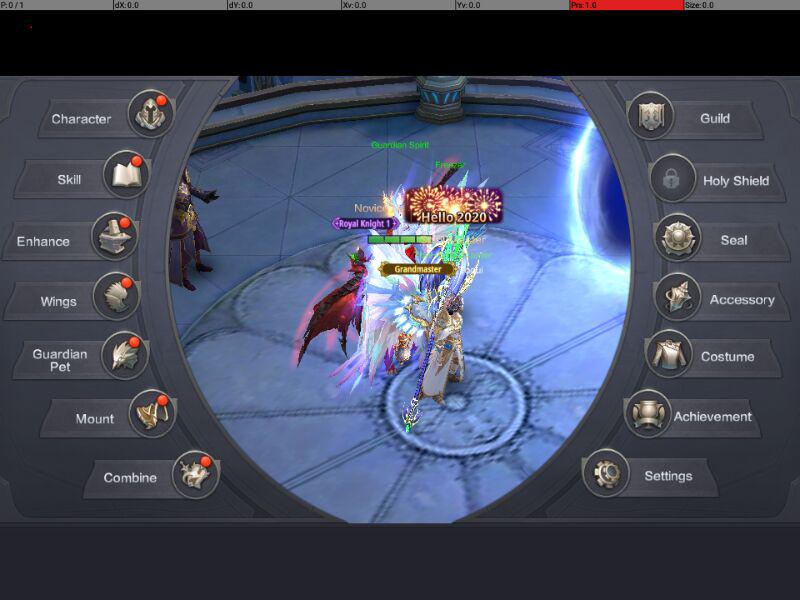 P: 0 / 1 dX: 0.0 dY: 0.0 Xv: 0.0 Yv: 0.0 Prs: 1.0 Size: 0.0
Character
Skill
Enhance
Wings
Guardian
Pet
Mount
Combine
Guardian Spirit
Freezer
Novice
Hello 2020
Royal Knight 1
Grandmaster
Guild
Holy Shield
Seal
Accessory
Costume
Achievement
Settings